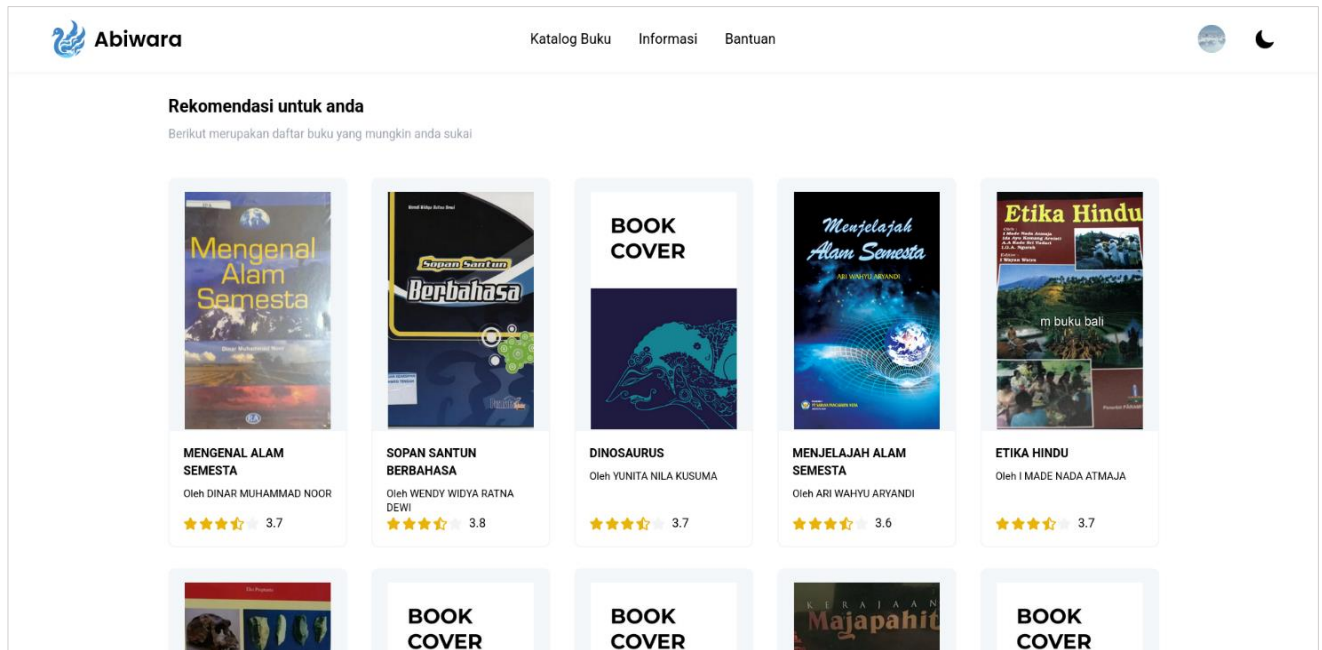 Abiwara
Katalog Buku
Informasi
Bantuan
Rekomendasi untuk anda
Berikut merupakan daftar buku yang mungkin anda sukai
Mengenal
Alam
Semesta
Dinar Muhammad Noor
MENGENAL ALAM
SEMESTA
Oleh DINAR MUHAMMAD NOOR
3.7
Sopan Santun
Berbahasa
SOPAN SANTUN
BERBAHASA
Oleh WENDY WIDYA RATNA
DEWI
3.8
BOOK
COVER
DINOSAURUS
Oleh YUNITA NILA KUSUMA
3.7
Menjelajah
Alam Semesta
ARI WAHYU ARYANDI
MENJELAJAH ALAM
SEMESTA
Oleh ARI WAHYU ARYANDI
3.6
Etika Hindu
m buku bali
ETIKA HINDU
Oleh I MADE NADA ATMAJA
3.7
BOOK
COVER
BOOK
COVER
KERAJAAN
Majapahit
BOOK
COVER